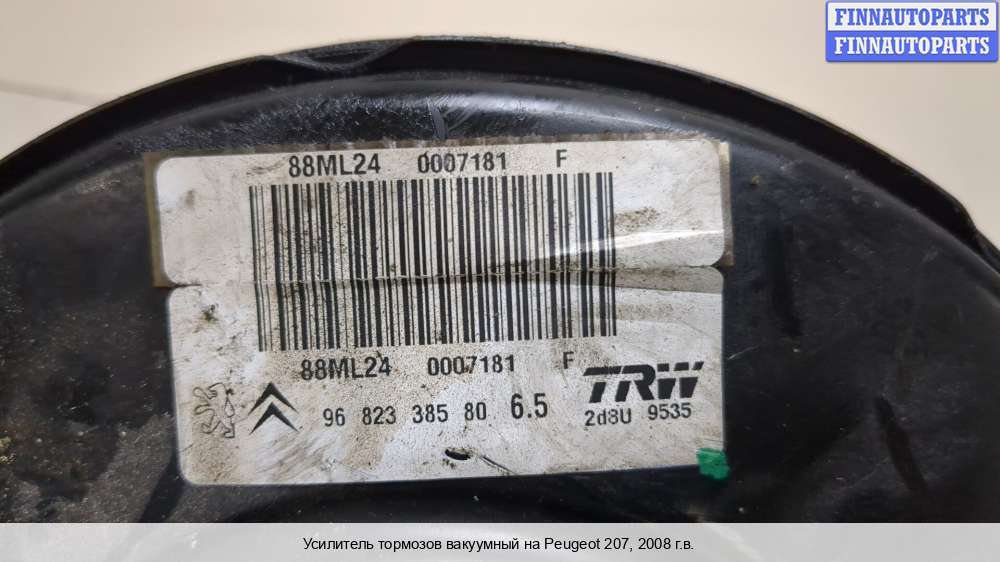 FINNAUTOPARTS
FINNAUTOPARTS
88ML24 0007181 F
88ML24 0007181 F
TRW
96 823 385 80 6.5
2d8U 9535
Усилитель тормозов вакуумный на Peugeot 207, 2008 г.в.